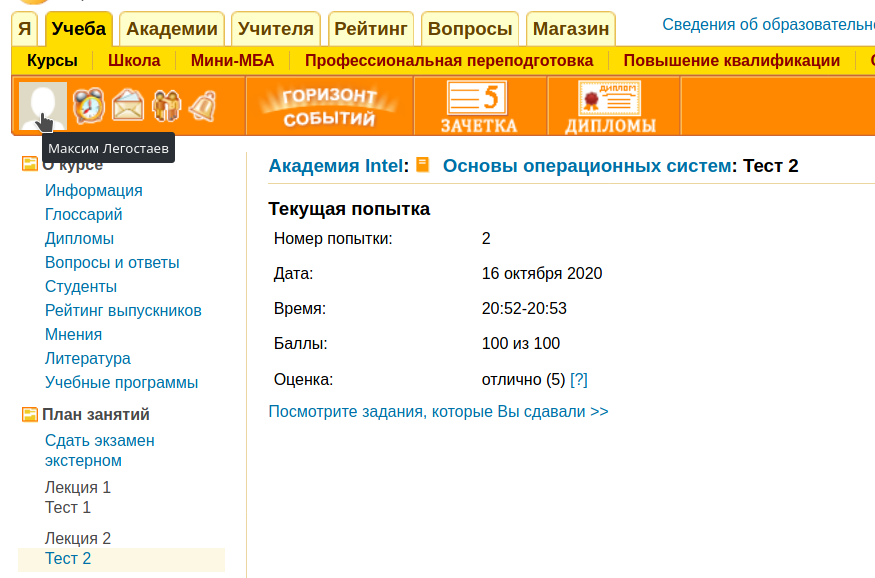 Я Учеба Академии Учителя Рейтинг Вопросы Магазин Сведения об образовательн
Курсы Школа Мини-МБА Профессиональная переподготовка Повышение квалификации
ГОРИЗОНТ СОБЫТИЙ 5 ЗАЧЕТКА ДИПЛОМ ДИПЛОМЫ
Максим Легостаев
О курсе
Информация
Глоссарий
Дипломы
Вопросы и ответы
Студенты
Рейтинг выпускников
Мнения
Литература
Учебные программы
План занятий
Сдать экзамен
экстерном
Лекция 1
Тест 1
Лекция 2
Тест 2
Академия Intel: Основы операционных систем: Тест 2
Текущая попытка
Номер попытки: 2
Дата: 16 октября 2020
Время: 20:52-20:53
Баллы: 100 из 100
Оценка: отлично (5) [?]
Посмотрите задания, которые Вы сдавали >>